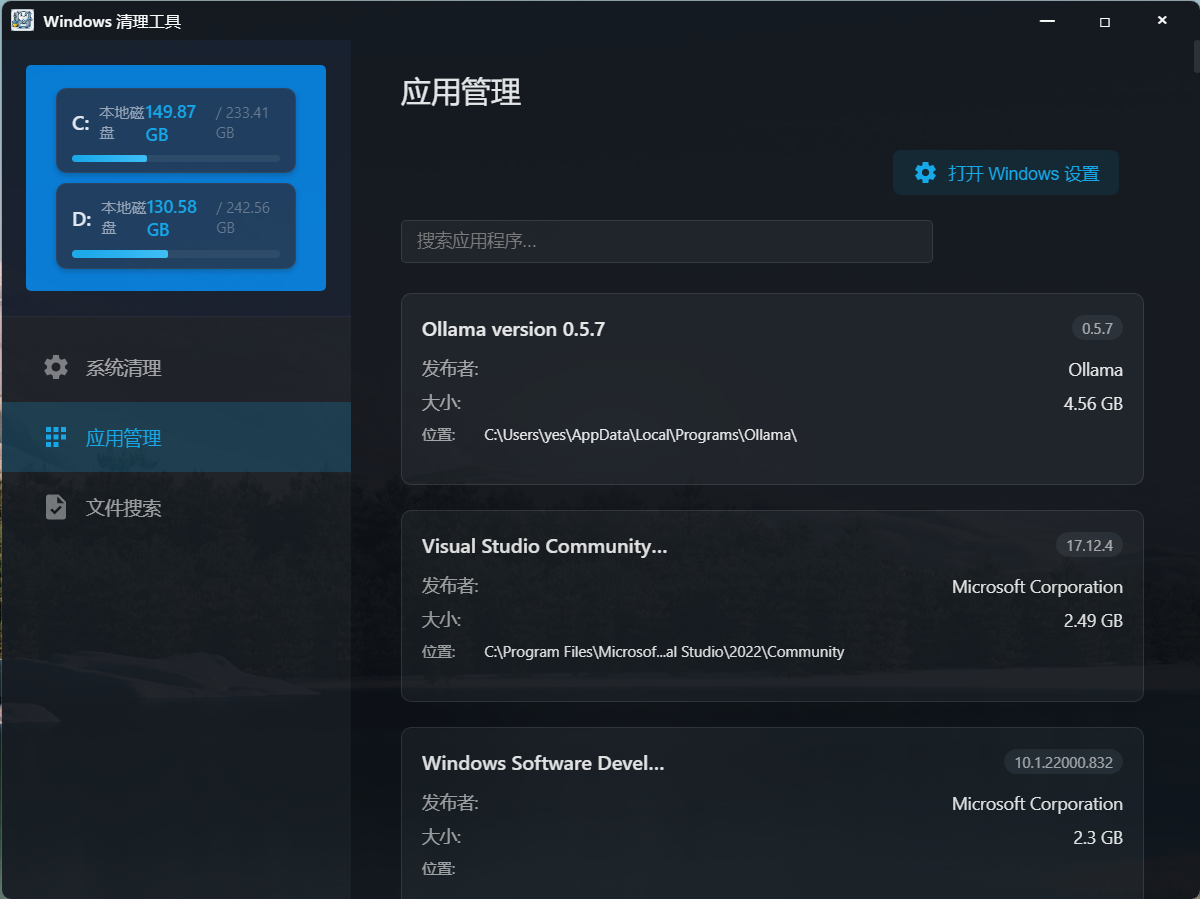 Windows 清理工具
C:
本地磁盘
149.87 GB
/ 233.41 GB
D:
本地磁盘
130.58 GB
/ 242.56 GB
系统清理
应用管理
文件搜索
应用管理
打开 Windows 设置
搜索应用程序...
Ollama version 0.5.7
0.5.7
发布者:
Ollama
大小:
4.56 GB
位置:
C:\Users\yes\AppData\Local\Programs\Ollama\
Visual Studio Community...
17.12.4
发布者:
Microsoft Corporation
大小:
2.49 GB
位置:
C:\Program Files\Microsof...al Studio\2022\Community
Windows Software Devel...
10.1.22000.832
发布者:
Microsoft Corporation
大小:
2.3 GB
位置: